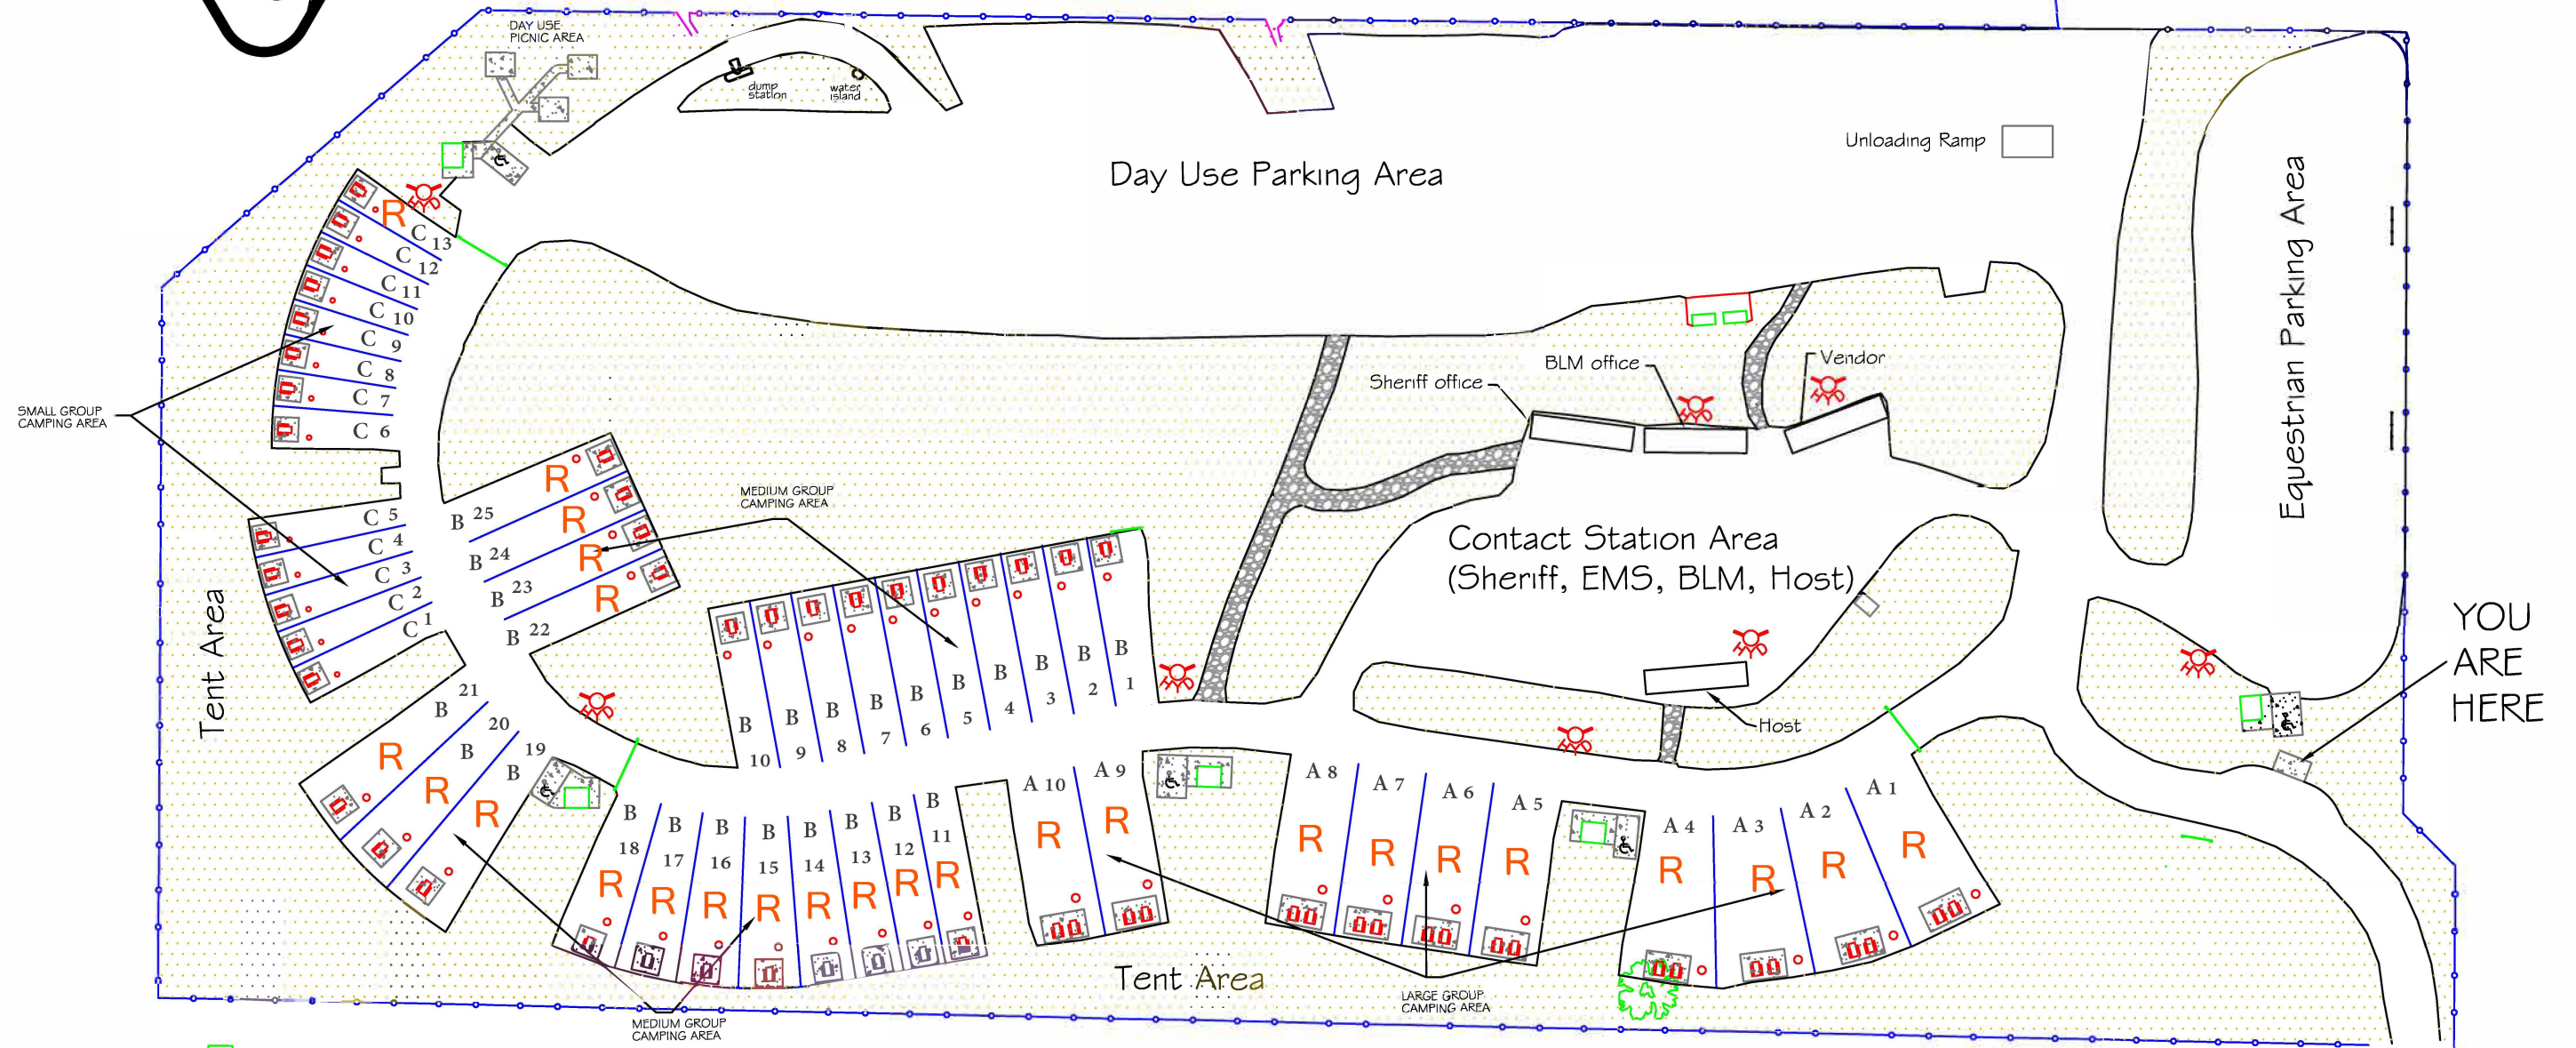 DAY USE
PICNIC AREA
dump
station
water
island
Day Use Parking Area
Unloading Ramp
Equestrian Parking Area
R
C 13
C 12
C 11
C 10
C 9
C 8
C 7
C 6
SMALL GROUP
CAMPING AREA
C 5
C 4
C 3
C 2
C 1
Tent Area
R
B 25
R
B 24
R
B 23
R
B 22
MEDIUM GROUP
CAMPING AREA
Sheriff office
BLM office
Vendor
Contact Station Area
(Sheriff, EMS, BLM, Host)
Host
YOU
ARE
HERE
B 21
R
B 20
R
B 19
R
B 10
B 9
B 8
B 7
B 6
B 5
B 4
B 3
B 2
B 1
B 18
R
B 17
R
B 16
R
B 15
R
B 14
R
B 13
R
B 12
R
B 11
R
A 10
R
A 9
R
A 8
R
A 7
R
A 6
R
A 5
R
A 4
R
A 3
R
A 2
R
A 1
R
Tent Area
MEDIUM GROUP
CAMPING AREA
LARGE GROUP
CAMPING AREA